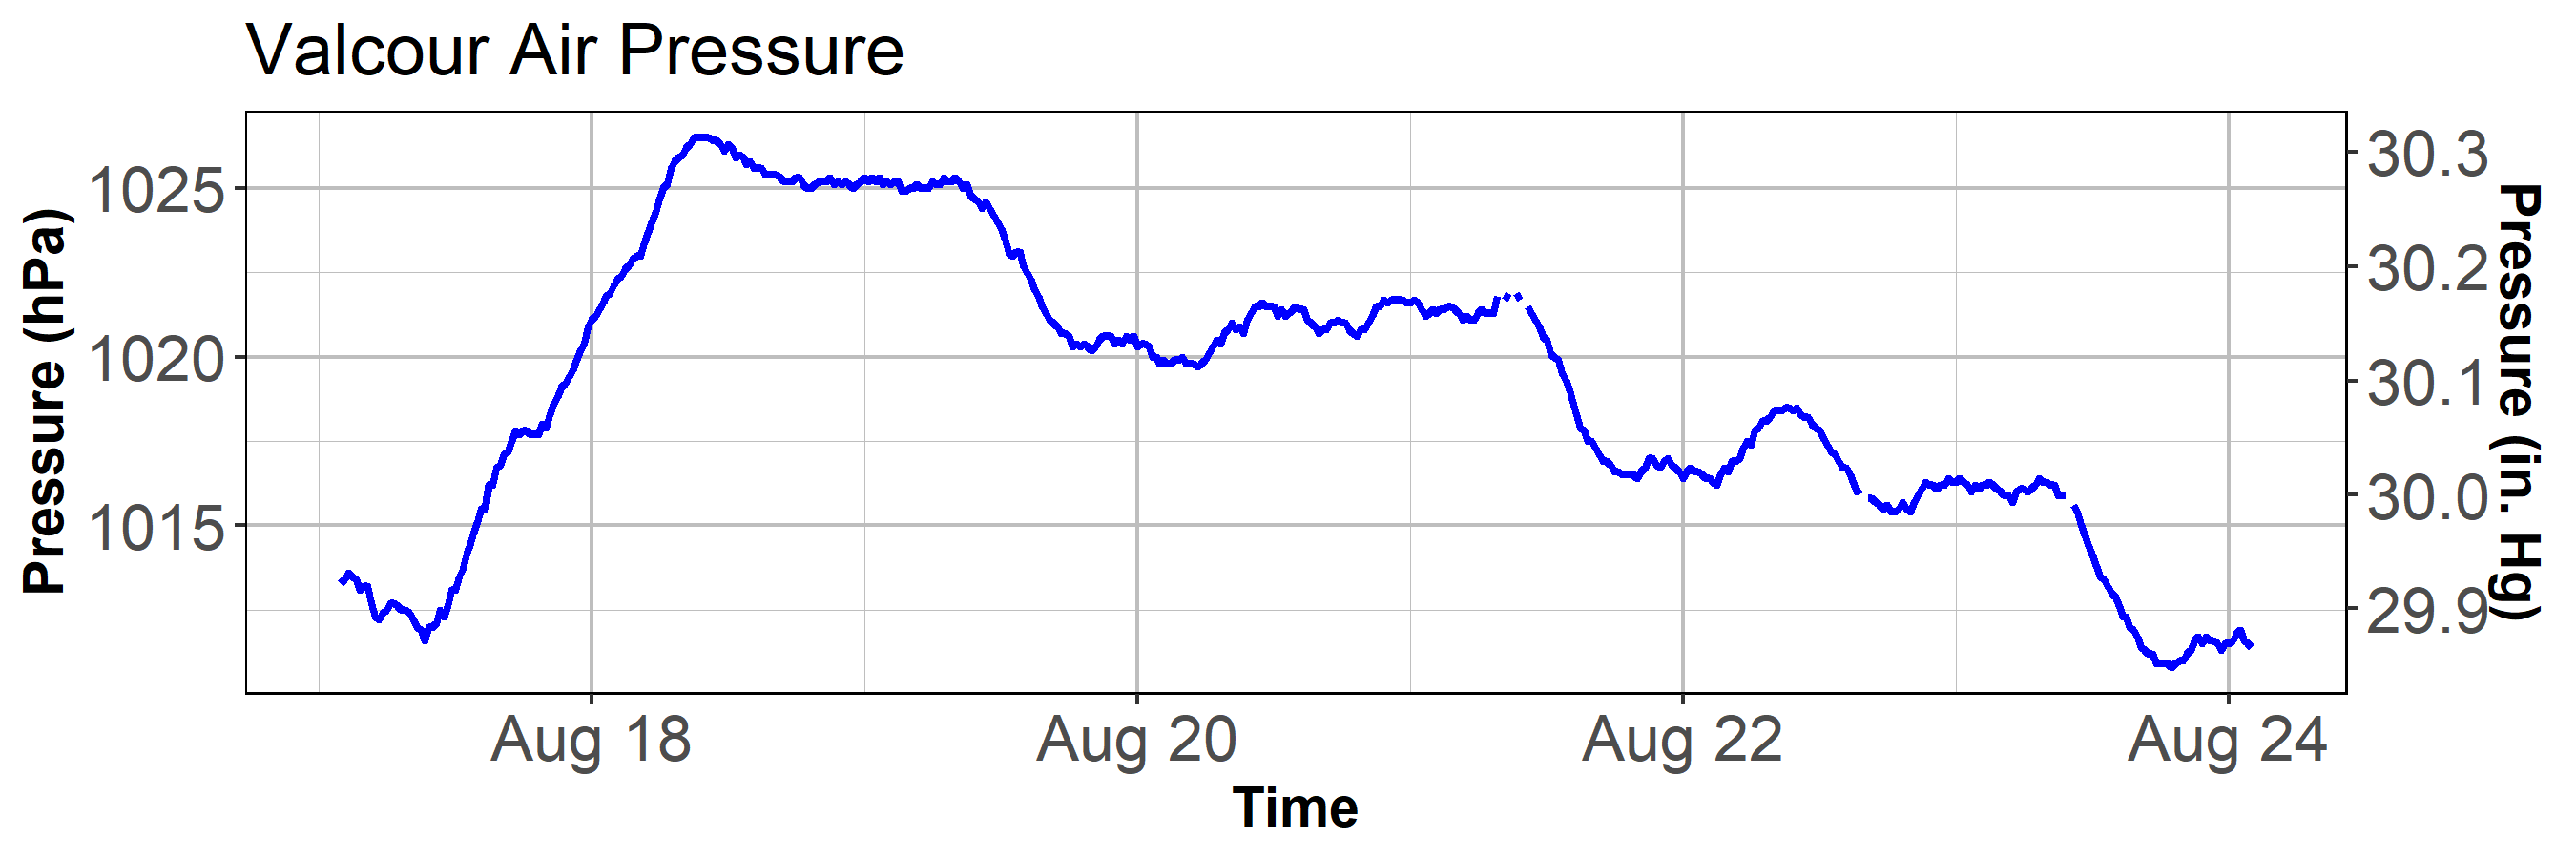 Valcour Air Pressure
Pressure (hPa)
1025
1020
1015
30.3
30.2
30.1
30.0
29.9
Pressure (in. Hg)
Aug 18 Aug 20 Aug 22 Aug 24
Time